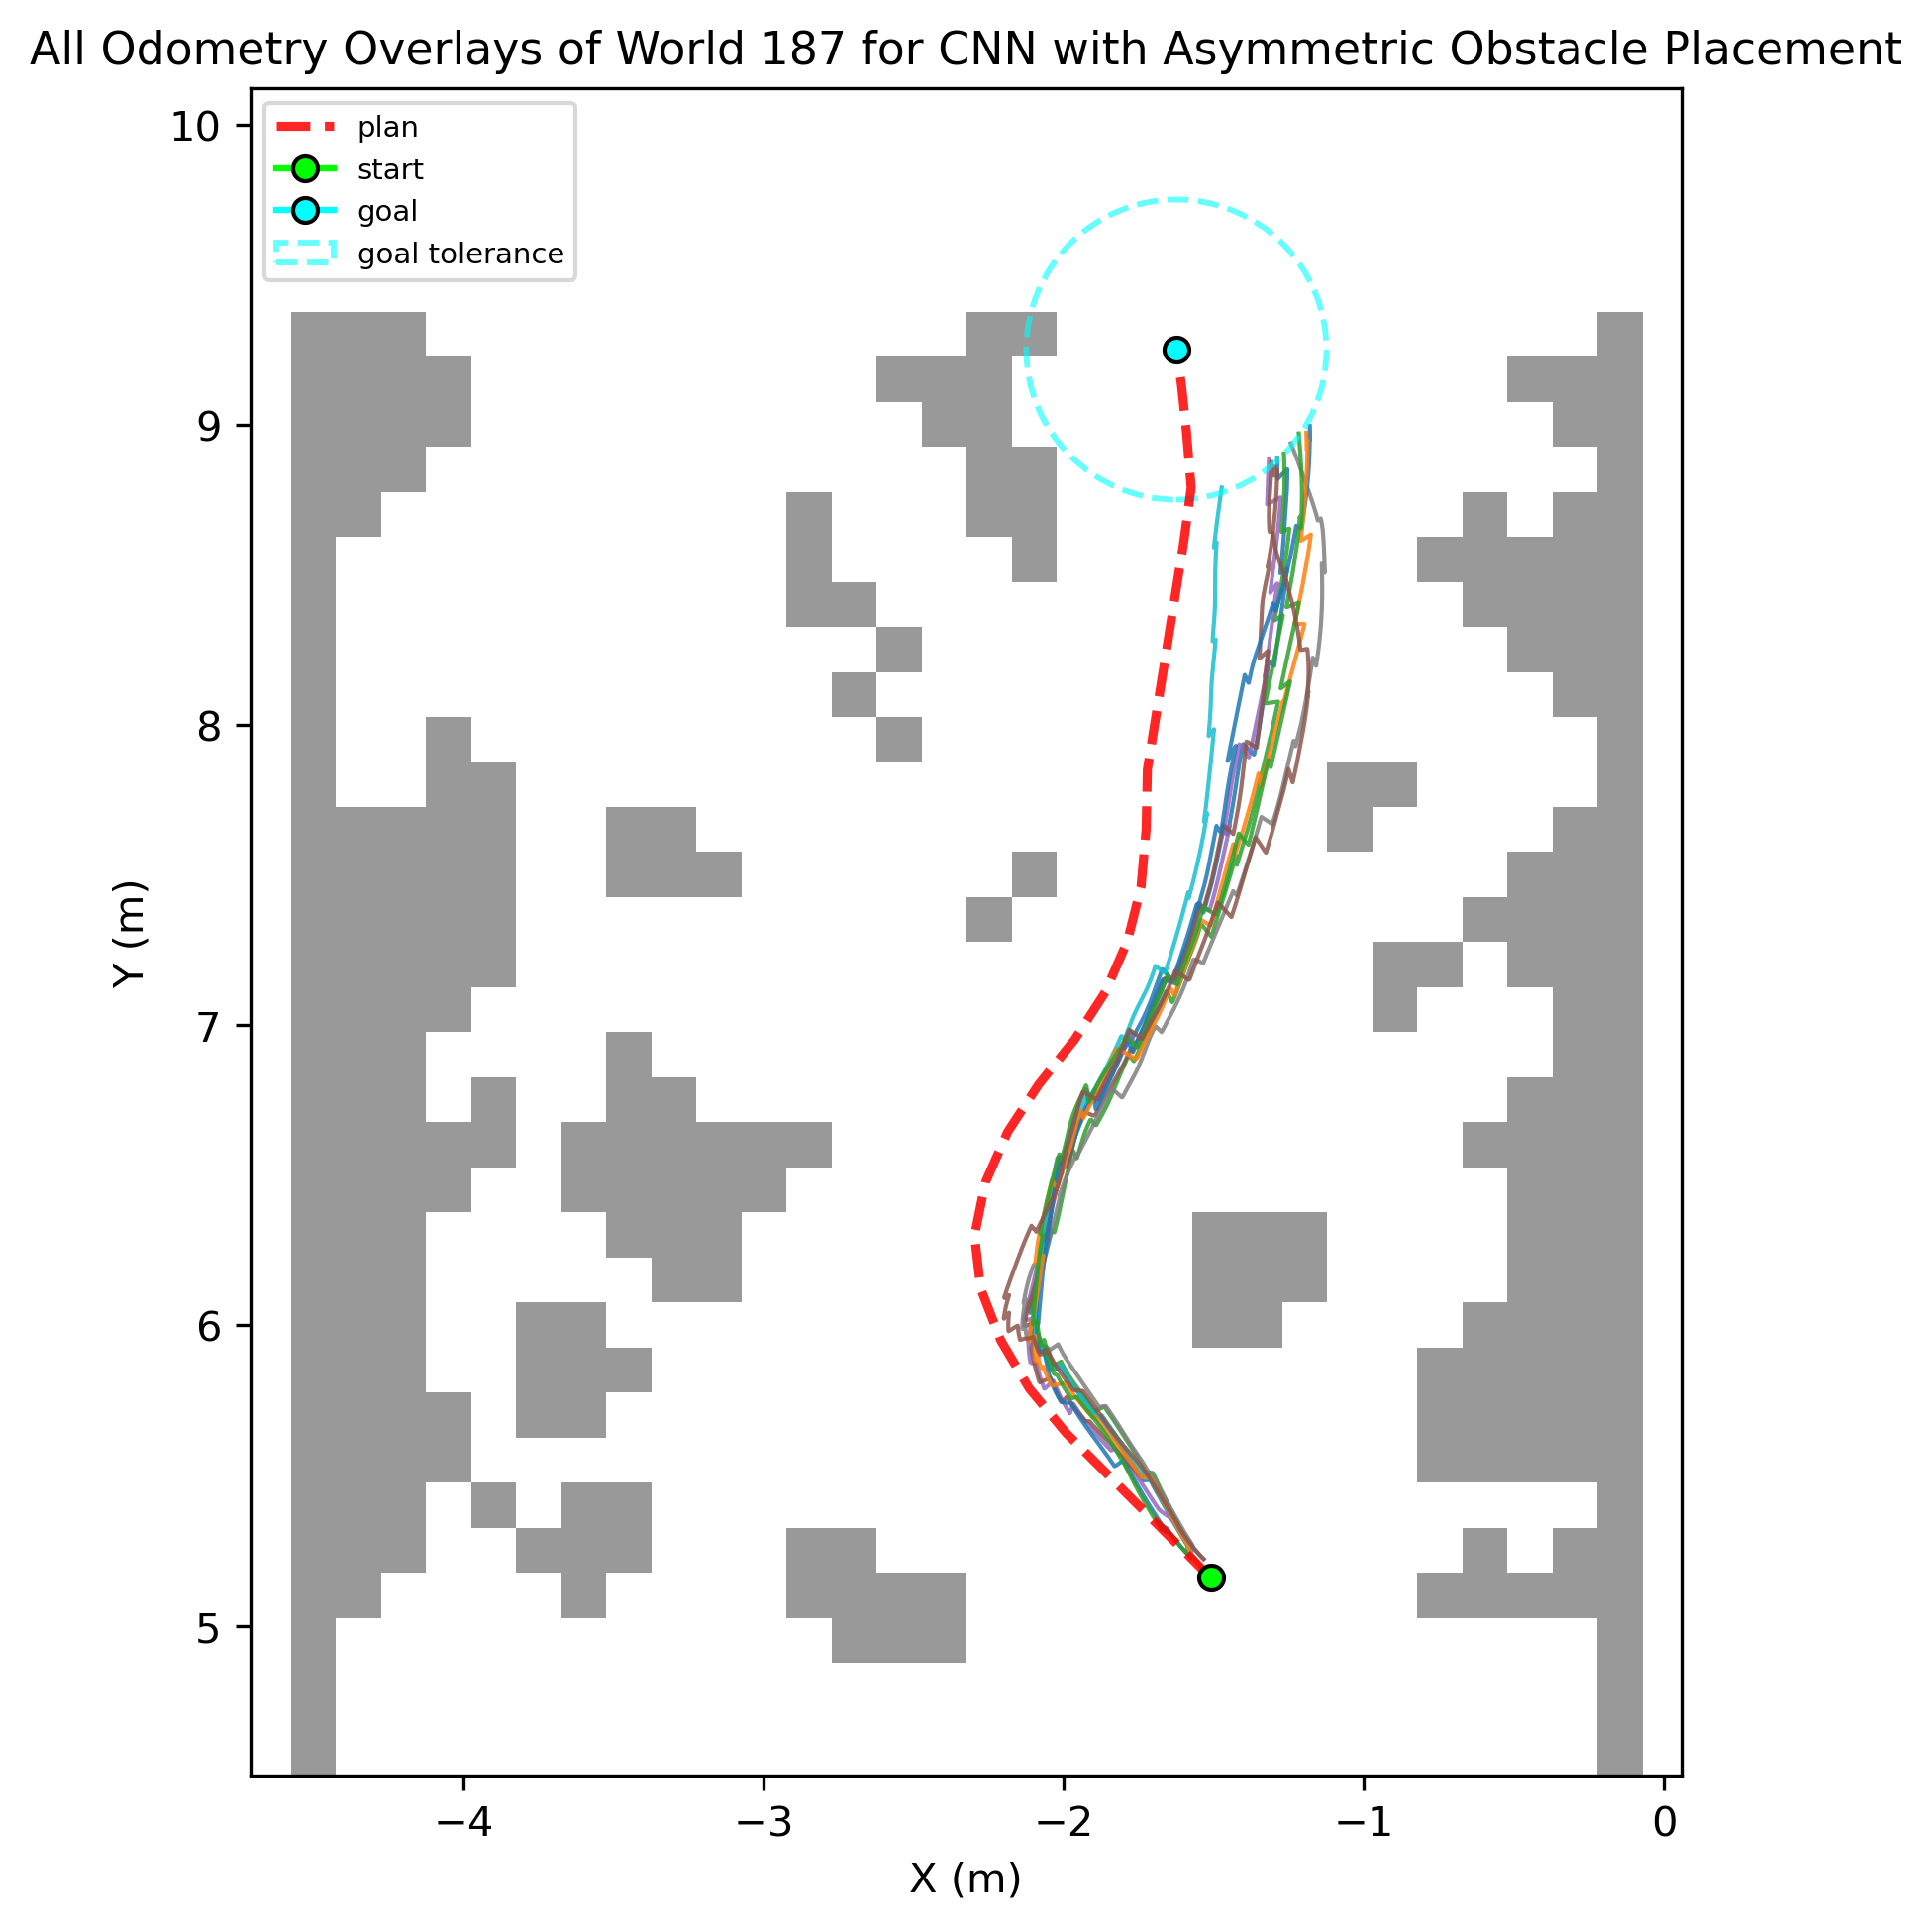 All Odometry Overlays of World 187 for CNN with Asymmetric Obstacle Placement
plan
start
goal
goal tolerance
10
9
8
7
6
5
Y (m)
−4
−3
−2
−1
0
X (m)